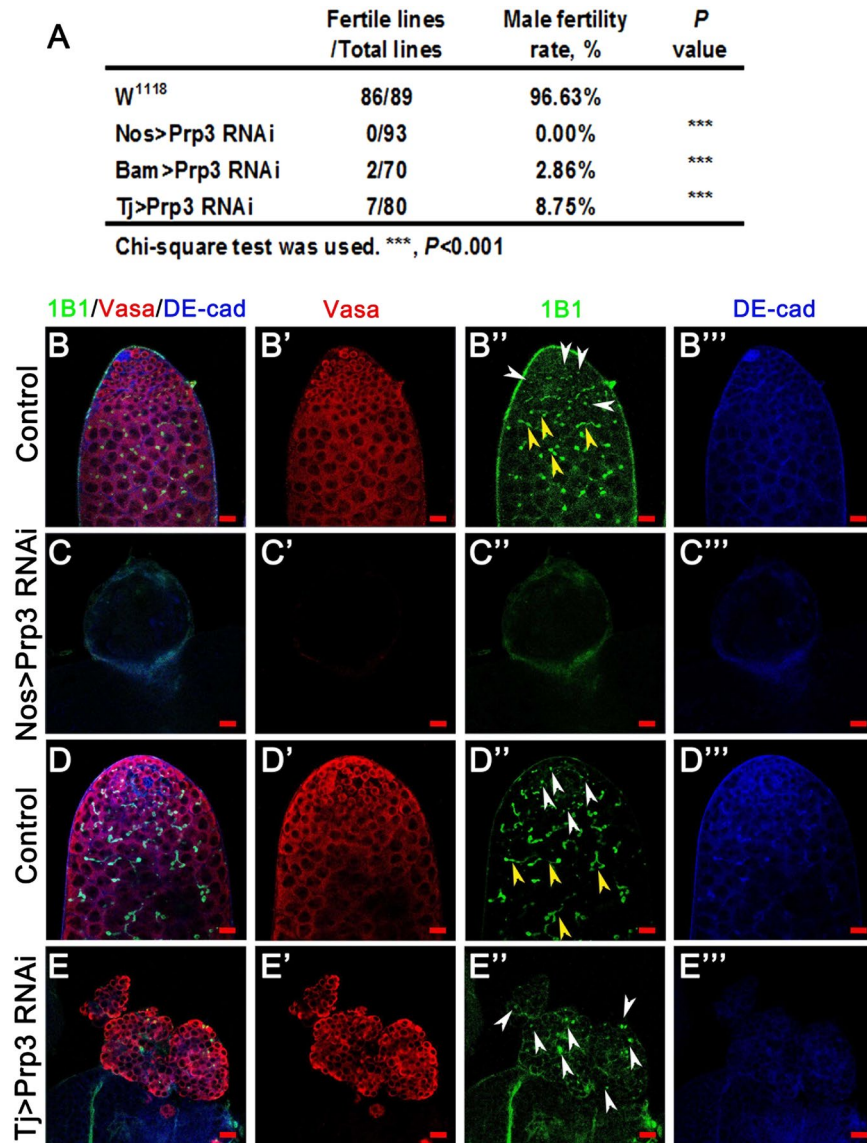 A
Fertile lines /Total lines Male fertility rate, % P value
W1118 86/89 96.63%
Nos>Prp3 RNAi 0/93 0.00% ***
Bam>Prp3 RNAi 2/70 2.86% ***
Tj>Prp3 RNAi 7/80 8.75% ***
Chi-square test was used. ***, P<0.001
1B1/Vasa/DE-cad Vasa 1B1 DE-cad
Control
B B' B'' B'''
Nos>Prp3 RNAi
C C' C'' C'''
Control
D D' D'' D'''
Tj>Prp3 RNAi
E E' E'' E'''